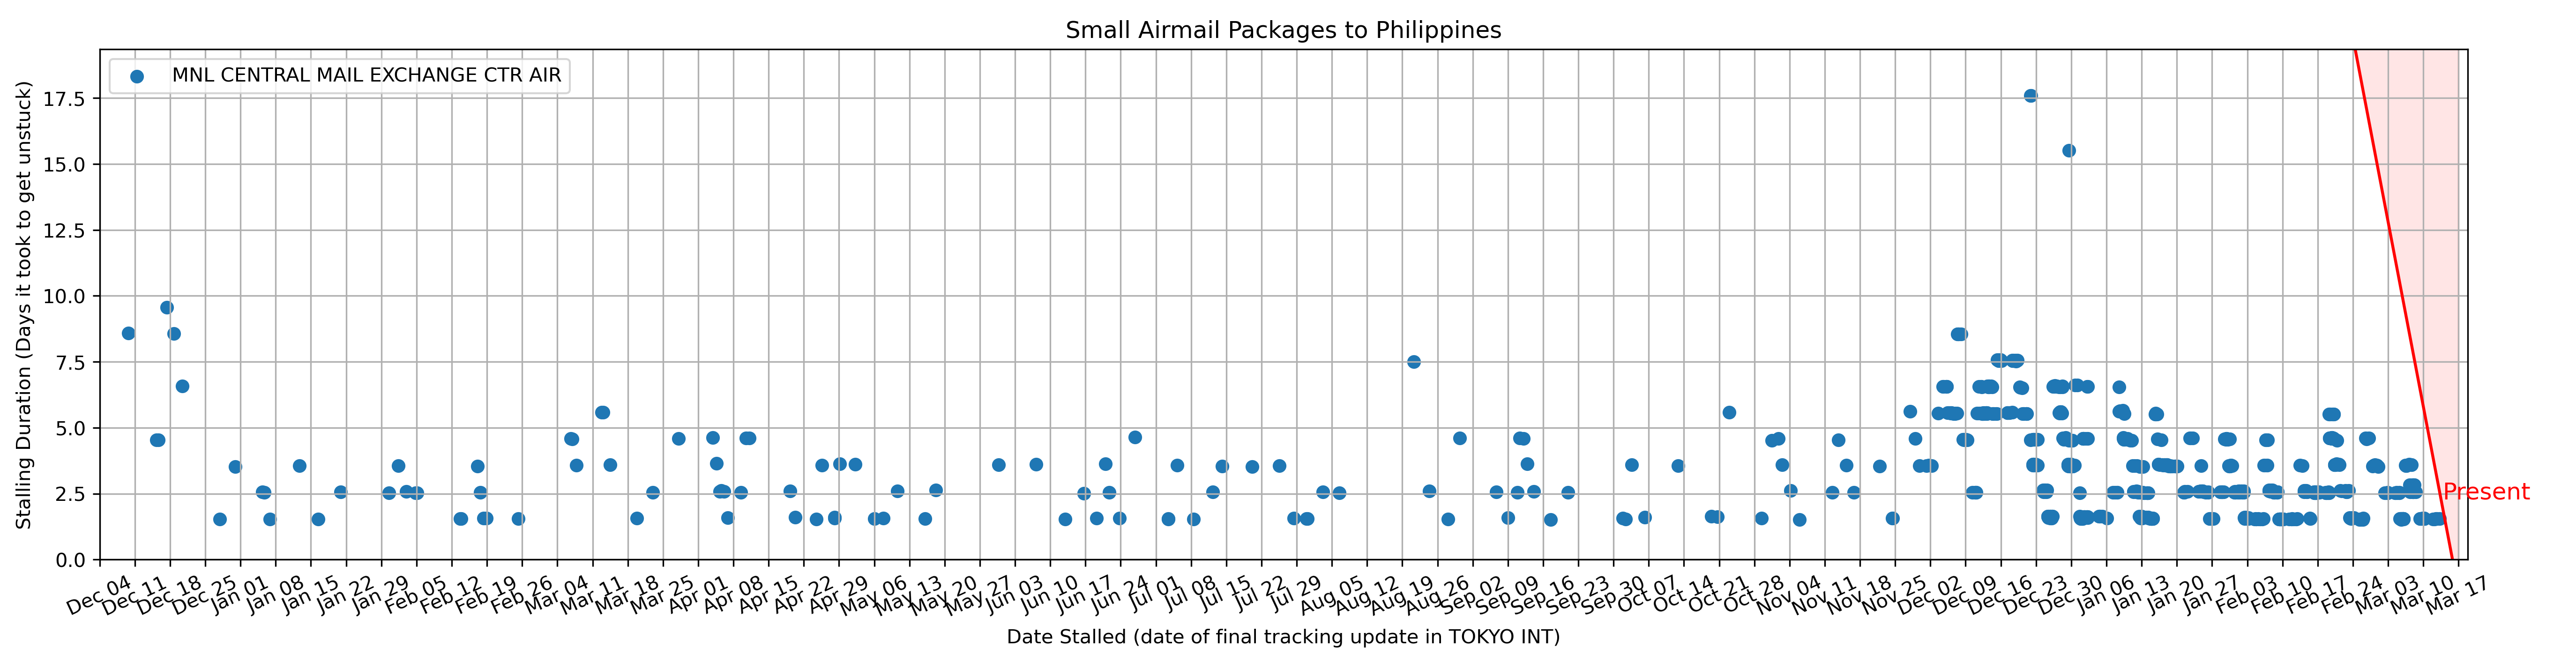 Small Airmail Packages to Philippines
MNL CENTRAL MAIL EXCHANGE CTR AIR
Stalling Duration (Days it took to get unstuck)
17.5
15.0
12.5
10.0
7.5
5.0
2.5
0.0
Present
Dec 04
Dec 11
Dec 18
Dec 25
Jan 01
Jan 08
Jan 15
Jan 22
Jan 29
Feb 05
Feb 12
Feb 19
Feb 26
Mar 04
Mar 11
Mar 18
Mar 25
Apr 01
Apr 08
Apr 15
Apr 22
Apr 29
May 06
May 13
May 20
May 27
Jun 03
Jun 10
Jun 17
Jun 24
Jul 01
Jul 08
Jul 15
Jul 22
Jul 29
Aug 05
Aug 12
Aug 19
Aug 26
Sep 02
Sep 09
Sep 16
Sep 23
Sep 30
Oct 07
Oct 14
Oct 21
Oct 28
Nov 04
Nov 11
Nov 18
Nov 25
Dec 02
Dec 09
Dec 16
Dec 23
Dec 30
Jan 06
Jan 13
Jan 20
Jan 27
Feb 03
Feb 10
Feb 17
Feb 24
Mar 03
Mar 10
Mar 17
Date Stalled (date of final tracking update in TOKYO INT)